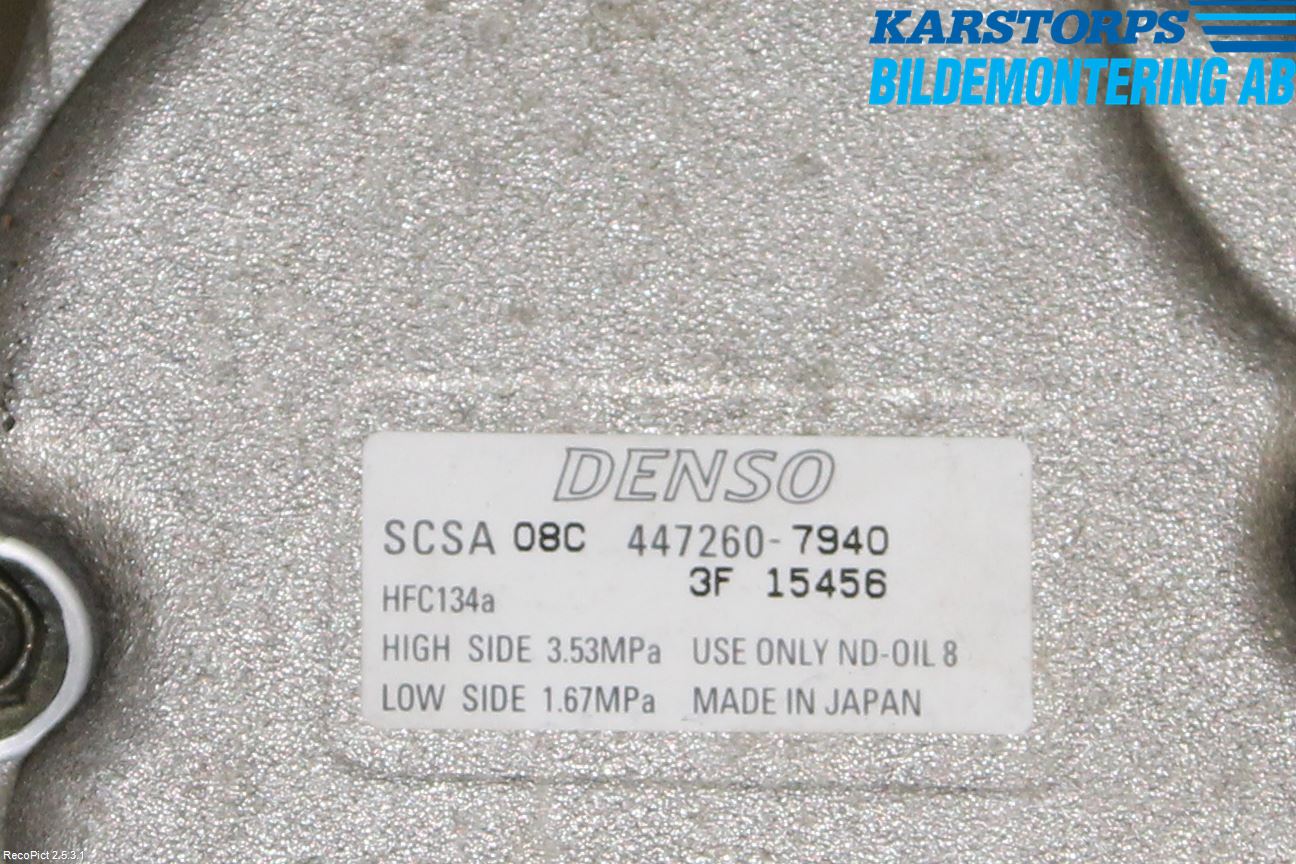 KARSTORPS
BILDEMONTERING AB
DENSO
SCSA 08C 447260-7940
3F 15456
HFC134a
HIGH SIDE 3.53MPa USE ONLY ND-OIL 8
LOW SIDE 1.67MPa MADE IN JAPAN
RecoPict 2.5.3.1